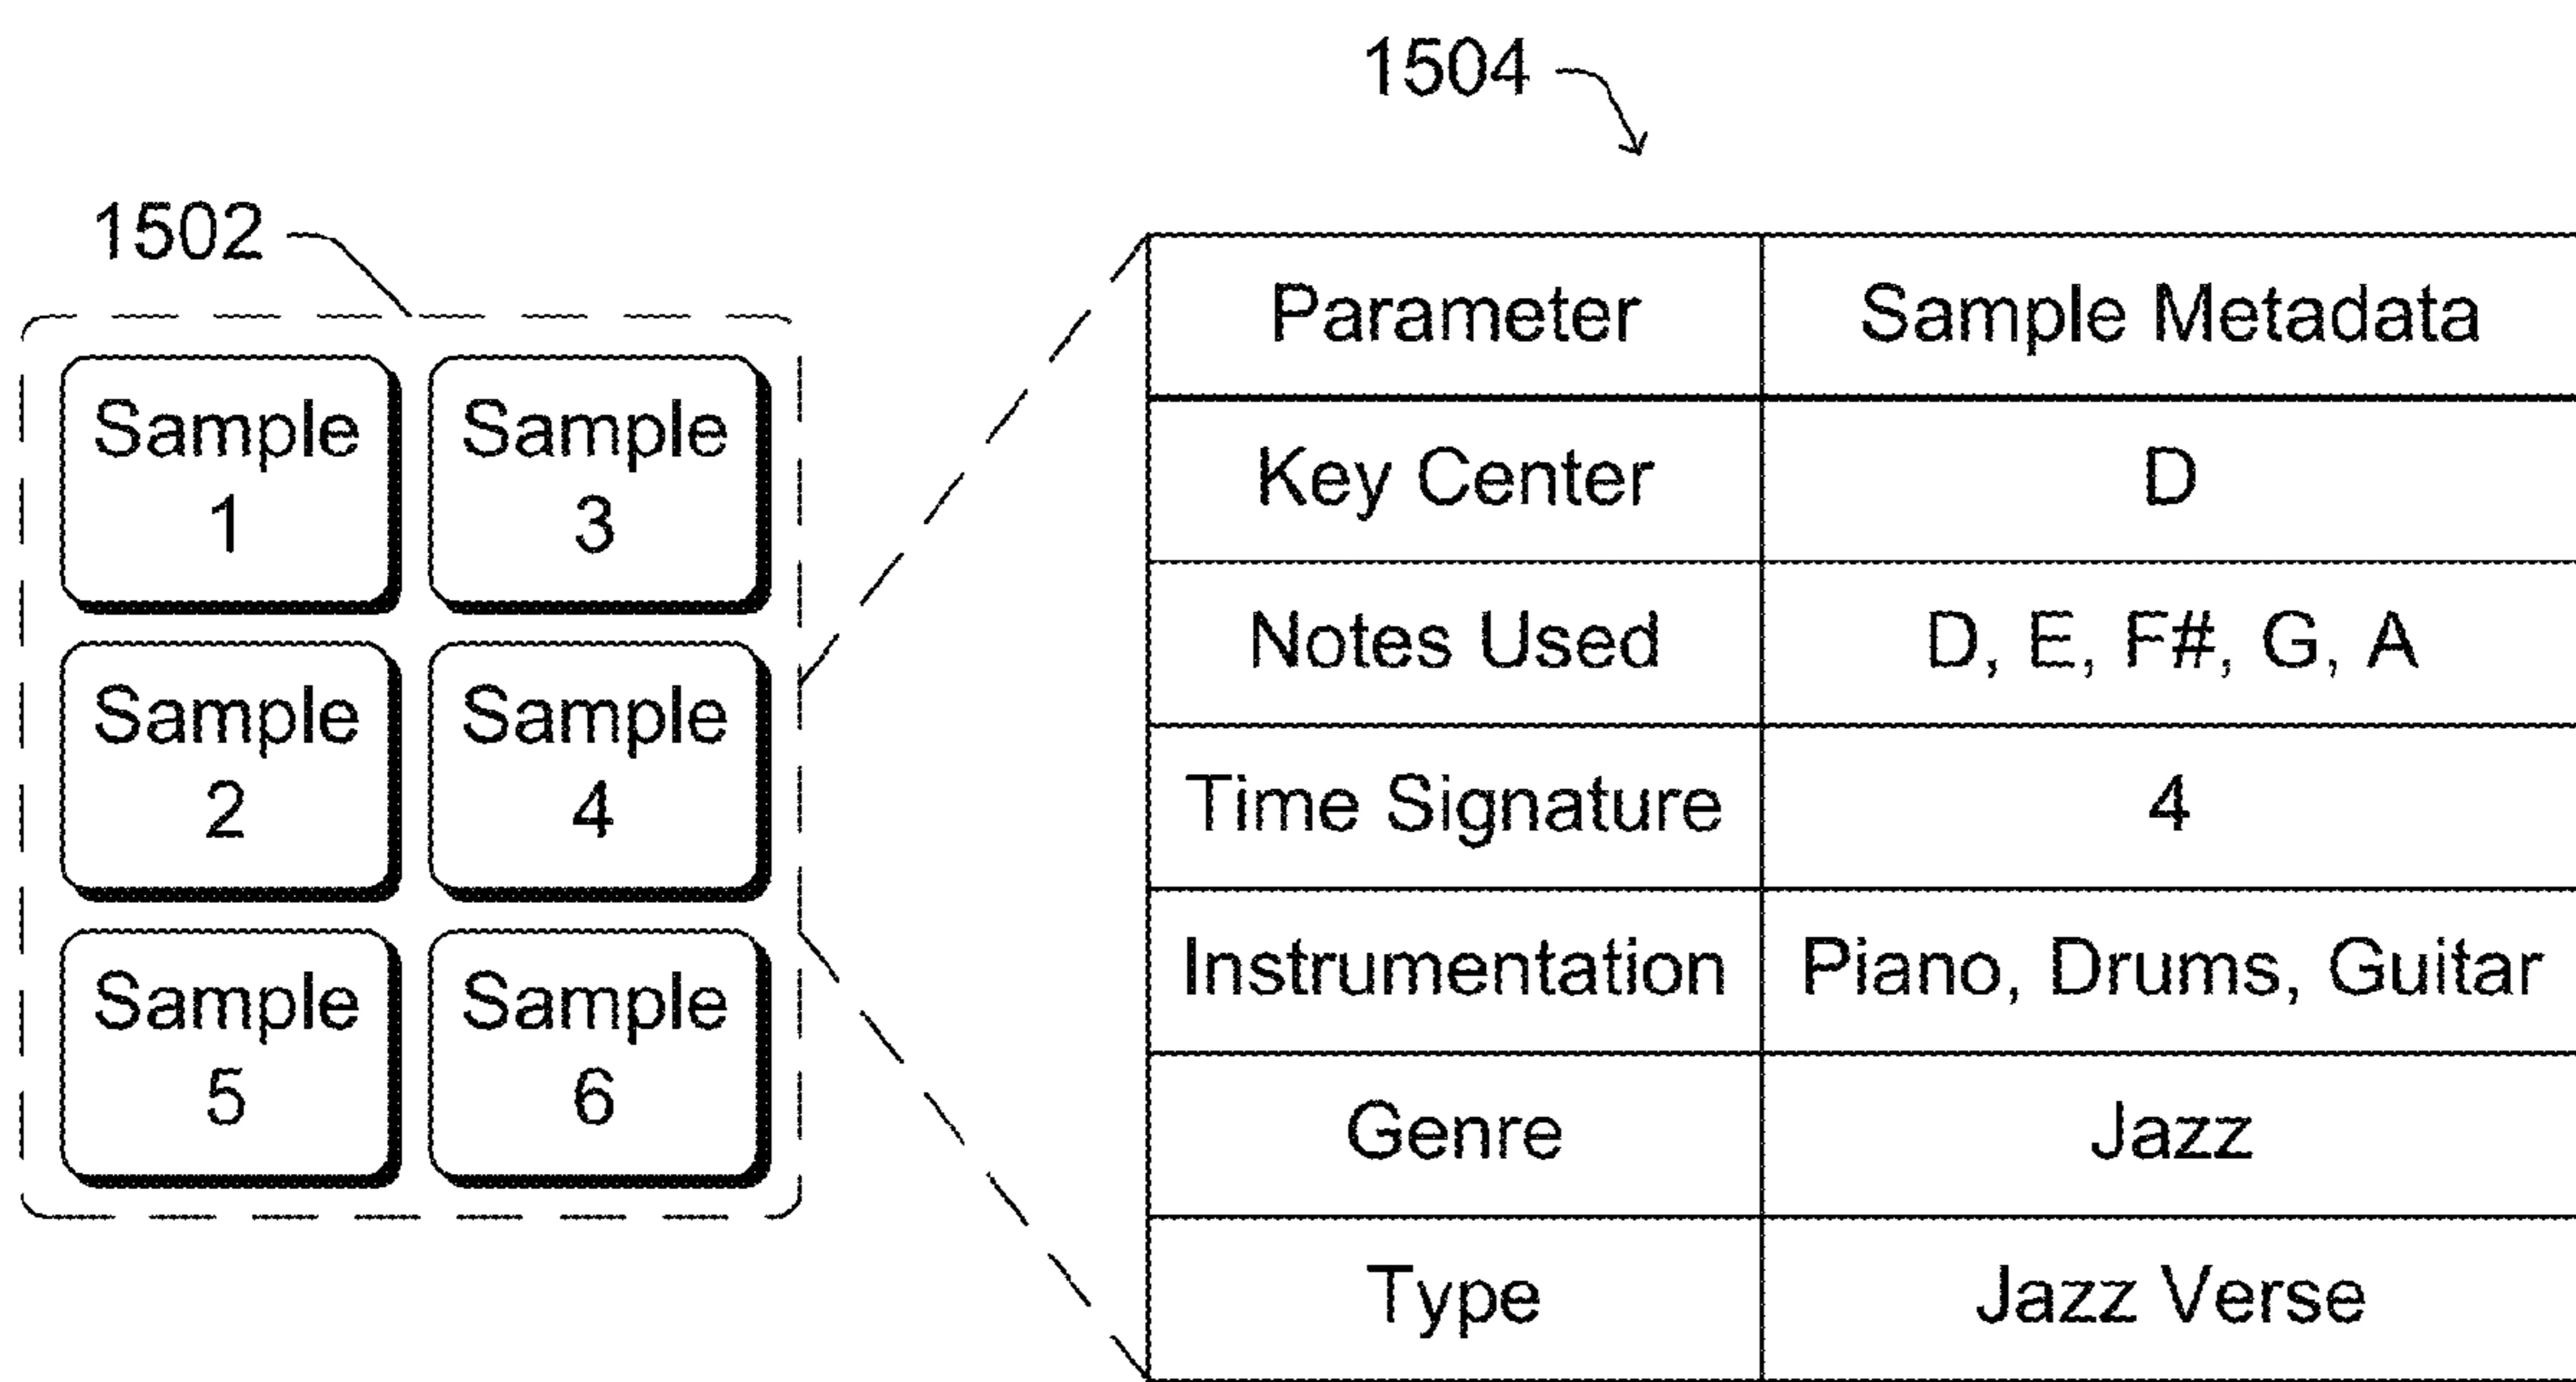 1504
1502
Sample
1
Sample
3
Sample
2
Sample
4
Sample
5
Sample
6
Parameter Sample Metadata
Key Center D
Notes Used D, E, F#, G, A
Time Signature 4
Instrumentation Piano, Drums, Guitar
Genre Jazz
Type Jazz Verse